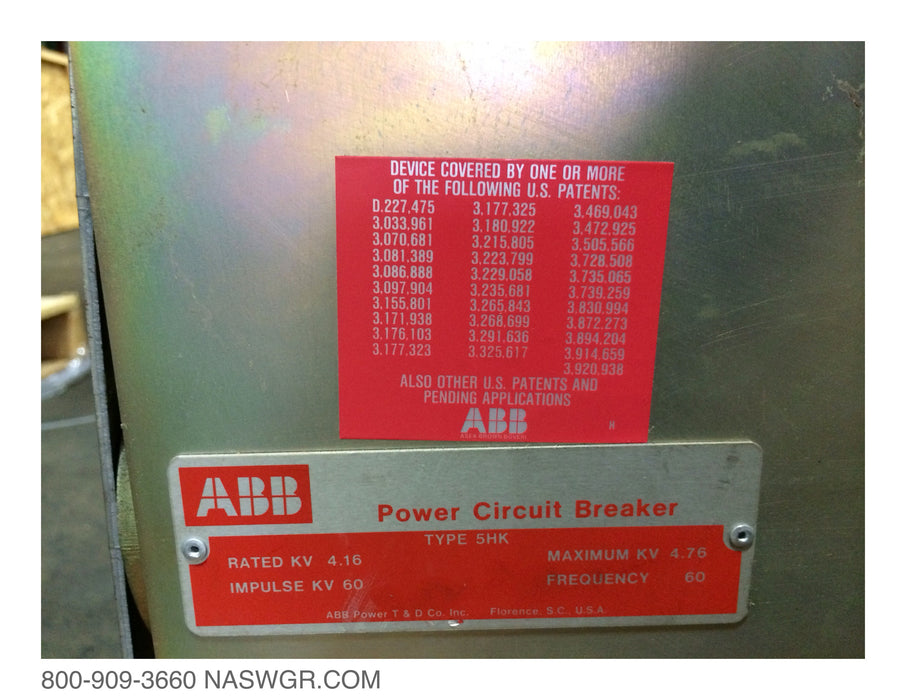 DEVICE COVERED BY ONE OR MORE
OF THE FOLLOWING U.S. PATENTS:
D.227,475 3,177,325 3,469,043
3,033,961 3,180,922 3,472,925
3,070,681 3,215,805 3,505,566
3,081,389 3,223,799 3,728,508
3,086,888 3,229,058 3,735,065
3,097,904 3,235,681 3,739,259
3,155,801 3,265,843 3,830,994
3,171,938 3,268,699 3,872,273
3,176,103 3,291,636 3,894,204
3,177,323 3,325,617 3,914,659
3,920,938
ALSO OTHER U.S. PATENTS AND
PENDING APPLICATIONS
ABB
ASEA BROWN BOVERI
H
ABB
Power Circuit Breaker
TYPE 5HK
RATED KV 4.16 MAXIMUM KV 4.76
IMPULSE KV 60 FREQUENCY 60
ABB Power T & D Co. Inc. Florence, S.C., U.S.A.
800-909-3660 NASWGR.COM